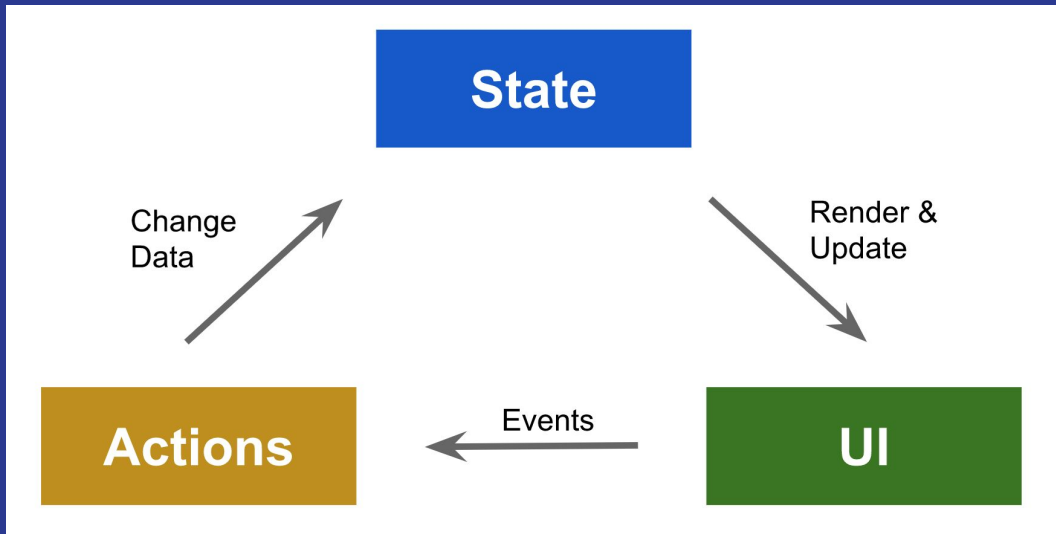 State
Change
Data
Render &
Update
Events
Actions
UI